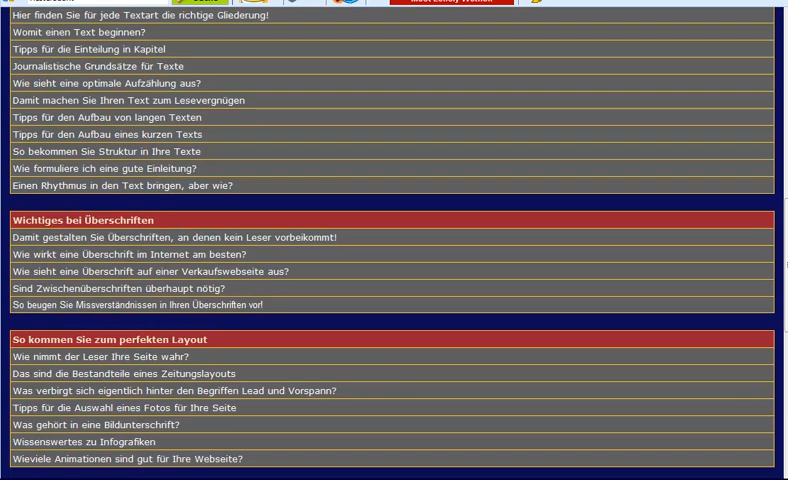 Hier finden Sie für jede Textart die richtige Gliederung!
Womit einen Text beginnen?
Tipps für die Einteilung in Kapitel
Journalistische Grundsätze für Texte
Wie sieht eine optimale Aufzählung aus?
Damit machen Sie Ihren Text zum Lesevergnügen
Tipps für den Aufbau von langen Texten
Tipps für den Aufbau eines kurzen Texts
So bekommen Sie Struktur in Ihre Texte
Wie formuliere ich eine gute Einleitung?
Einen Rhythmus in den Text bringen, aber wie?
Wichtiges bei Überschriften
Damit gestalten Sie Überschriften, an denen kein Leser vorbeikommt!
Wie wirkt eine Überschrift im Internet am besten?
Wie sieht eine Überschrift auf einer Verkaufswebseite aus?
Sind Zwischenüberschriften überhaupt nötig?
So beugen Sie Missverständnissen in Ihren Überschriften vor!
So kommen Sie zum perfekten Layout
Wie nimmt der Leser Ihre Seite wahr?
Das sind die Bestandteile eines Zeitungslayouts
Was verbirgt sich eigentlich hinter den Begriffen Lead und Vorspann?
Tipps für die Auswahl eines Fotos für Ihre Seite
Was gehört in eine Bildunterschrift?
Wissenswertes zu Infografiken
Wieviele Animationen sind gut für Ihre Webseite?